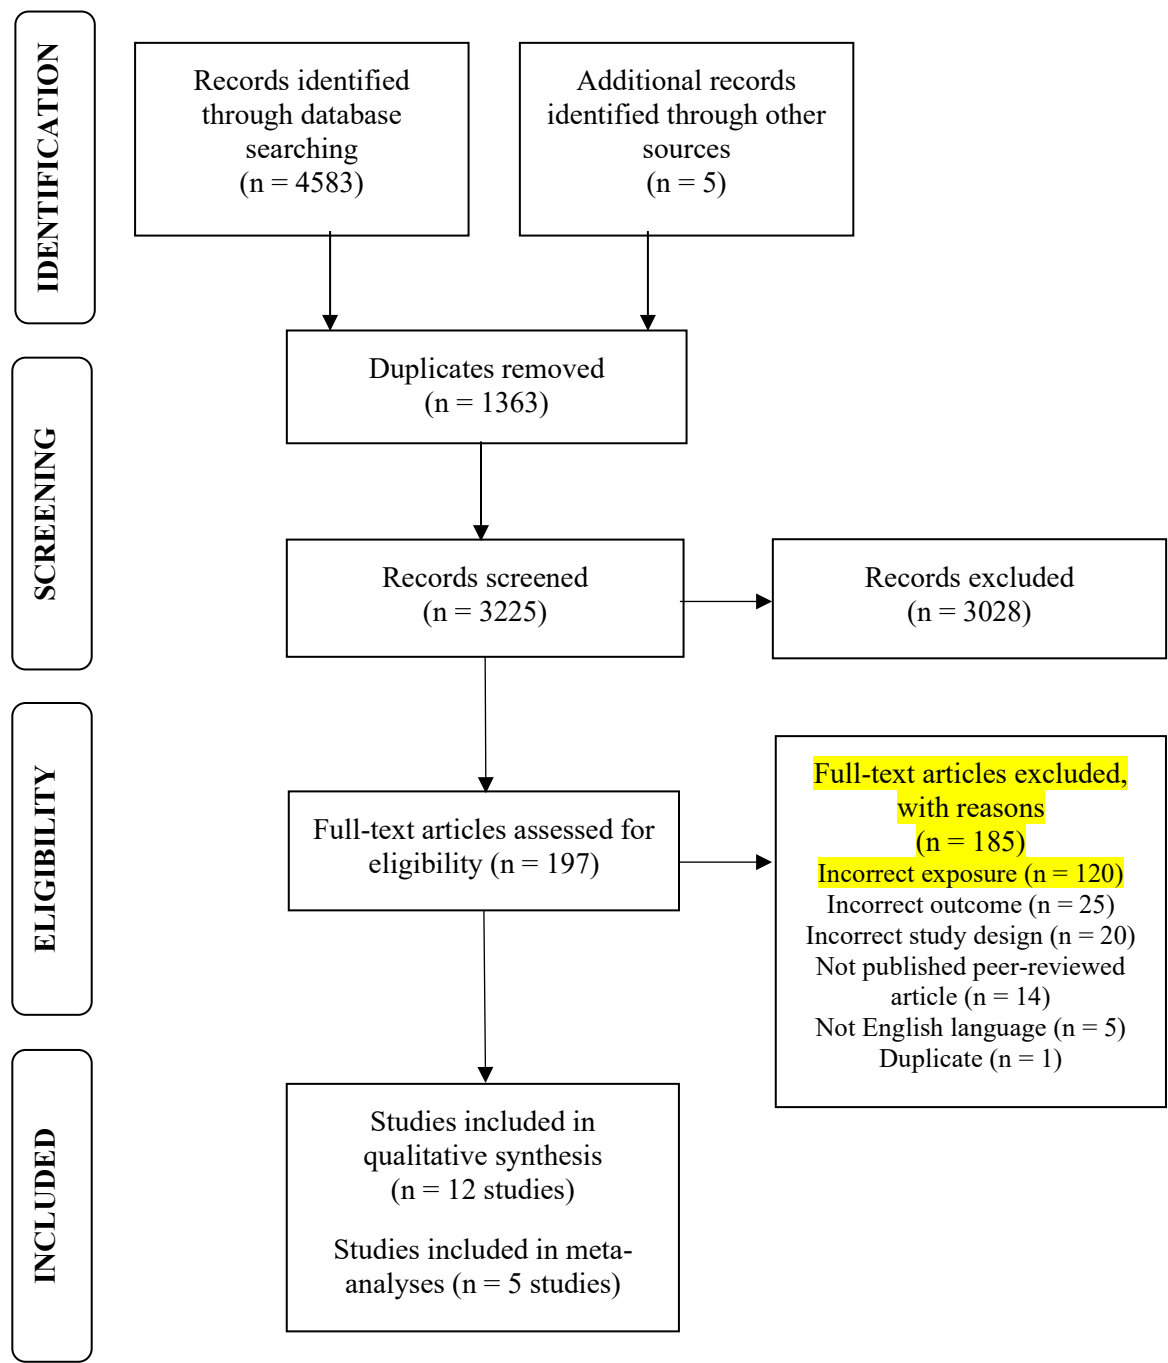 IDENTIFICATION
Records identified
through database
searching
(n = 4583)
Additional records
identified through other
sources
(n = 5)
Duplicates removed
(n = 1363)
SCREENING
Records screened
(n = 3225)
Records excluded
(n = 3028)
ELIGIBILITY
Full-text articles assessed for
eligibility (n = 197)
Full-text articles excluded,
with reasons
(n = 185)
Incorrect exposure (n = 120)
Incorrect outcome (n = 25)
Incorrect study design (n = 20)
Not published peer-reviewed
article (n = 14)
Not English language (n = 5)
Duplicate (n = 1)
INCLUDED
Studies included in
qualitative synthesis
(n = 12 studies)
Studies included in meta-
analyses (n = 5 studies)